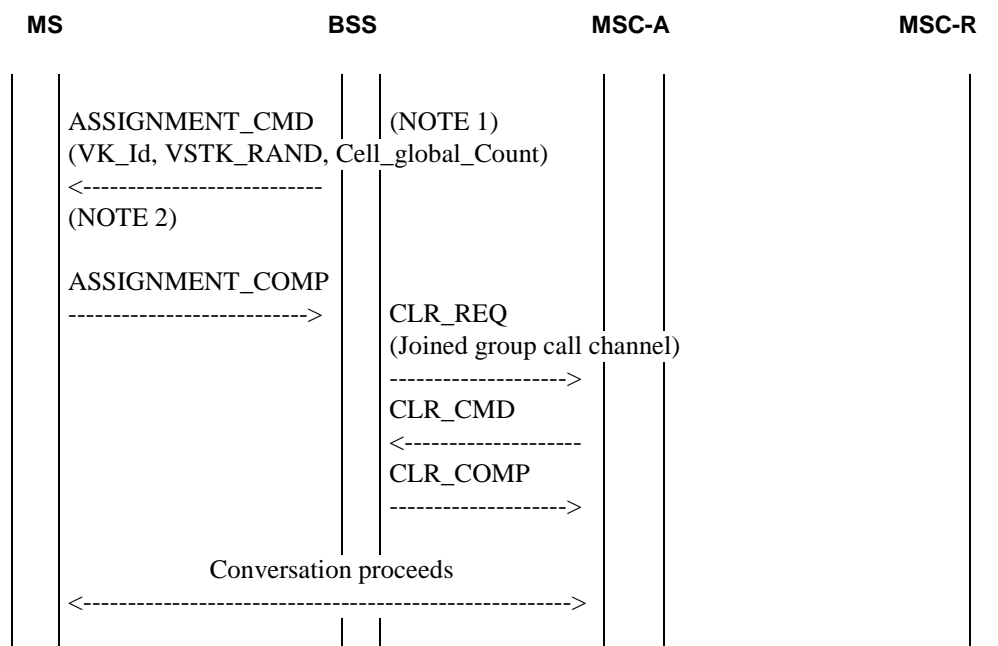 MS BSS MSC-A MSC-R
ASSIGNMENT_CMD (NOTE 1)
(VK_Id, VSTK_RAND, Cell_global_Count)
<---------------------------
(NOTE 2)
ASSIGNMENT_COMP
---------------------------> CLR_REQ
(Joined group call channel)
-------------------->
CLR_CMD
<--------------------
CLR_COMP
-------------------->
Conversation proceeds
<------------------------------------------------------->